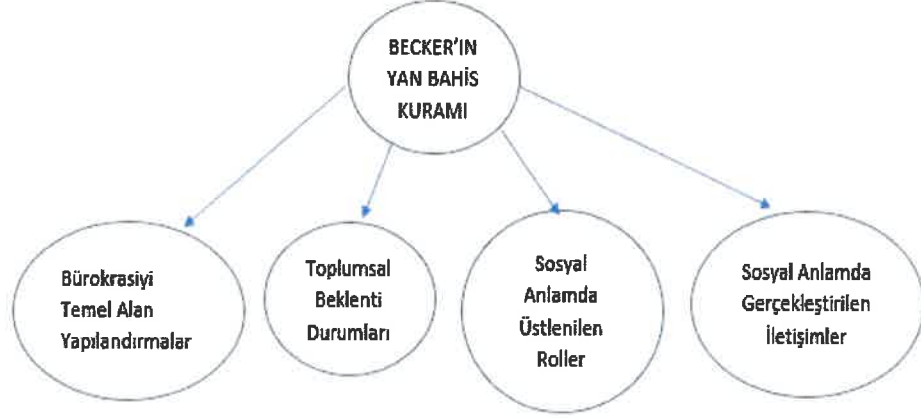 BECKER'IN
YAN BAHİS
KURAMI
Bürokrasiyi
Temel Alan
Yapılandırmalar
Toplumsal
Beklenti
Durumları
Sosyal
Anlamda
Üstlenilen
Roller
Sosyal Anlamda
Gerçekleştirilen
İletişimler